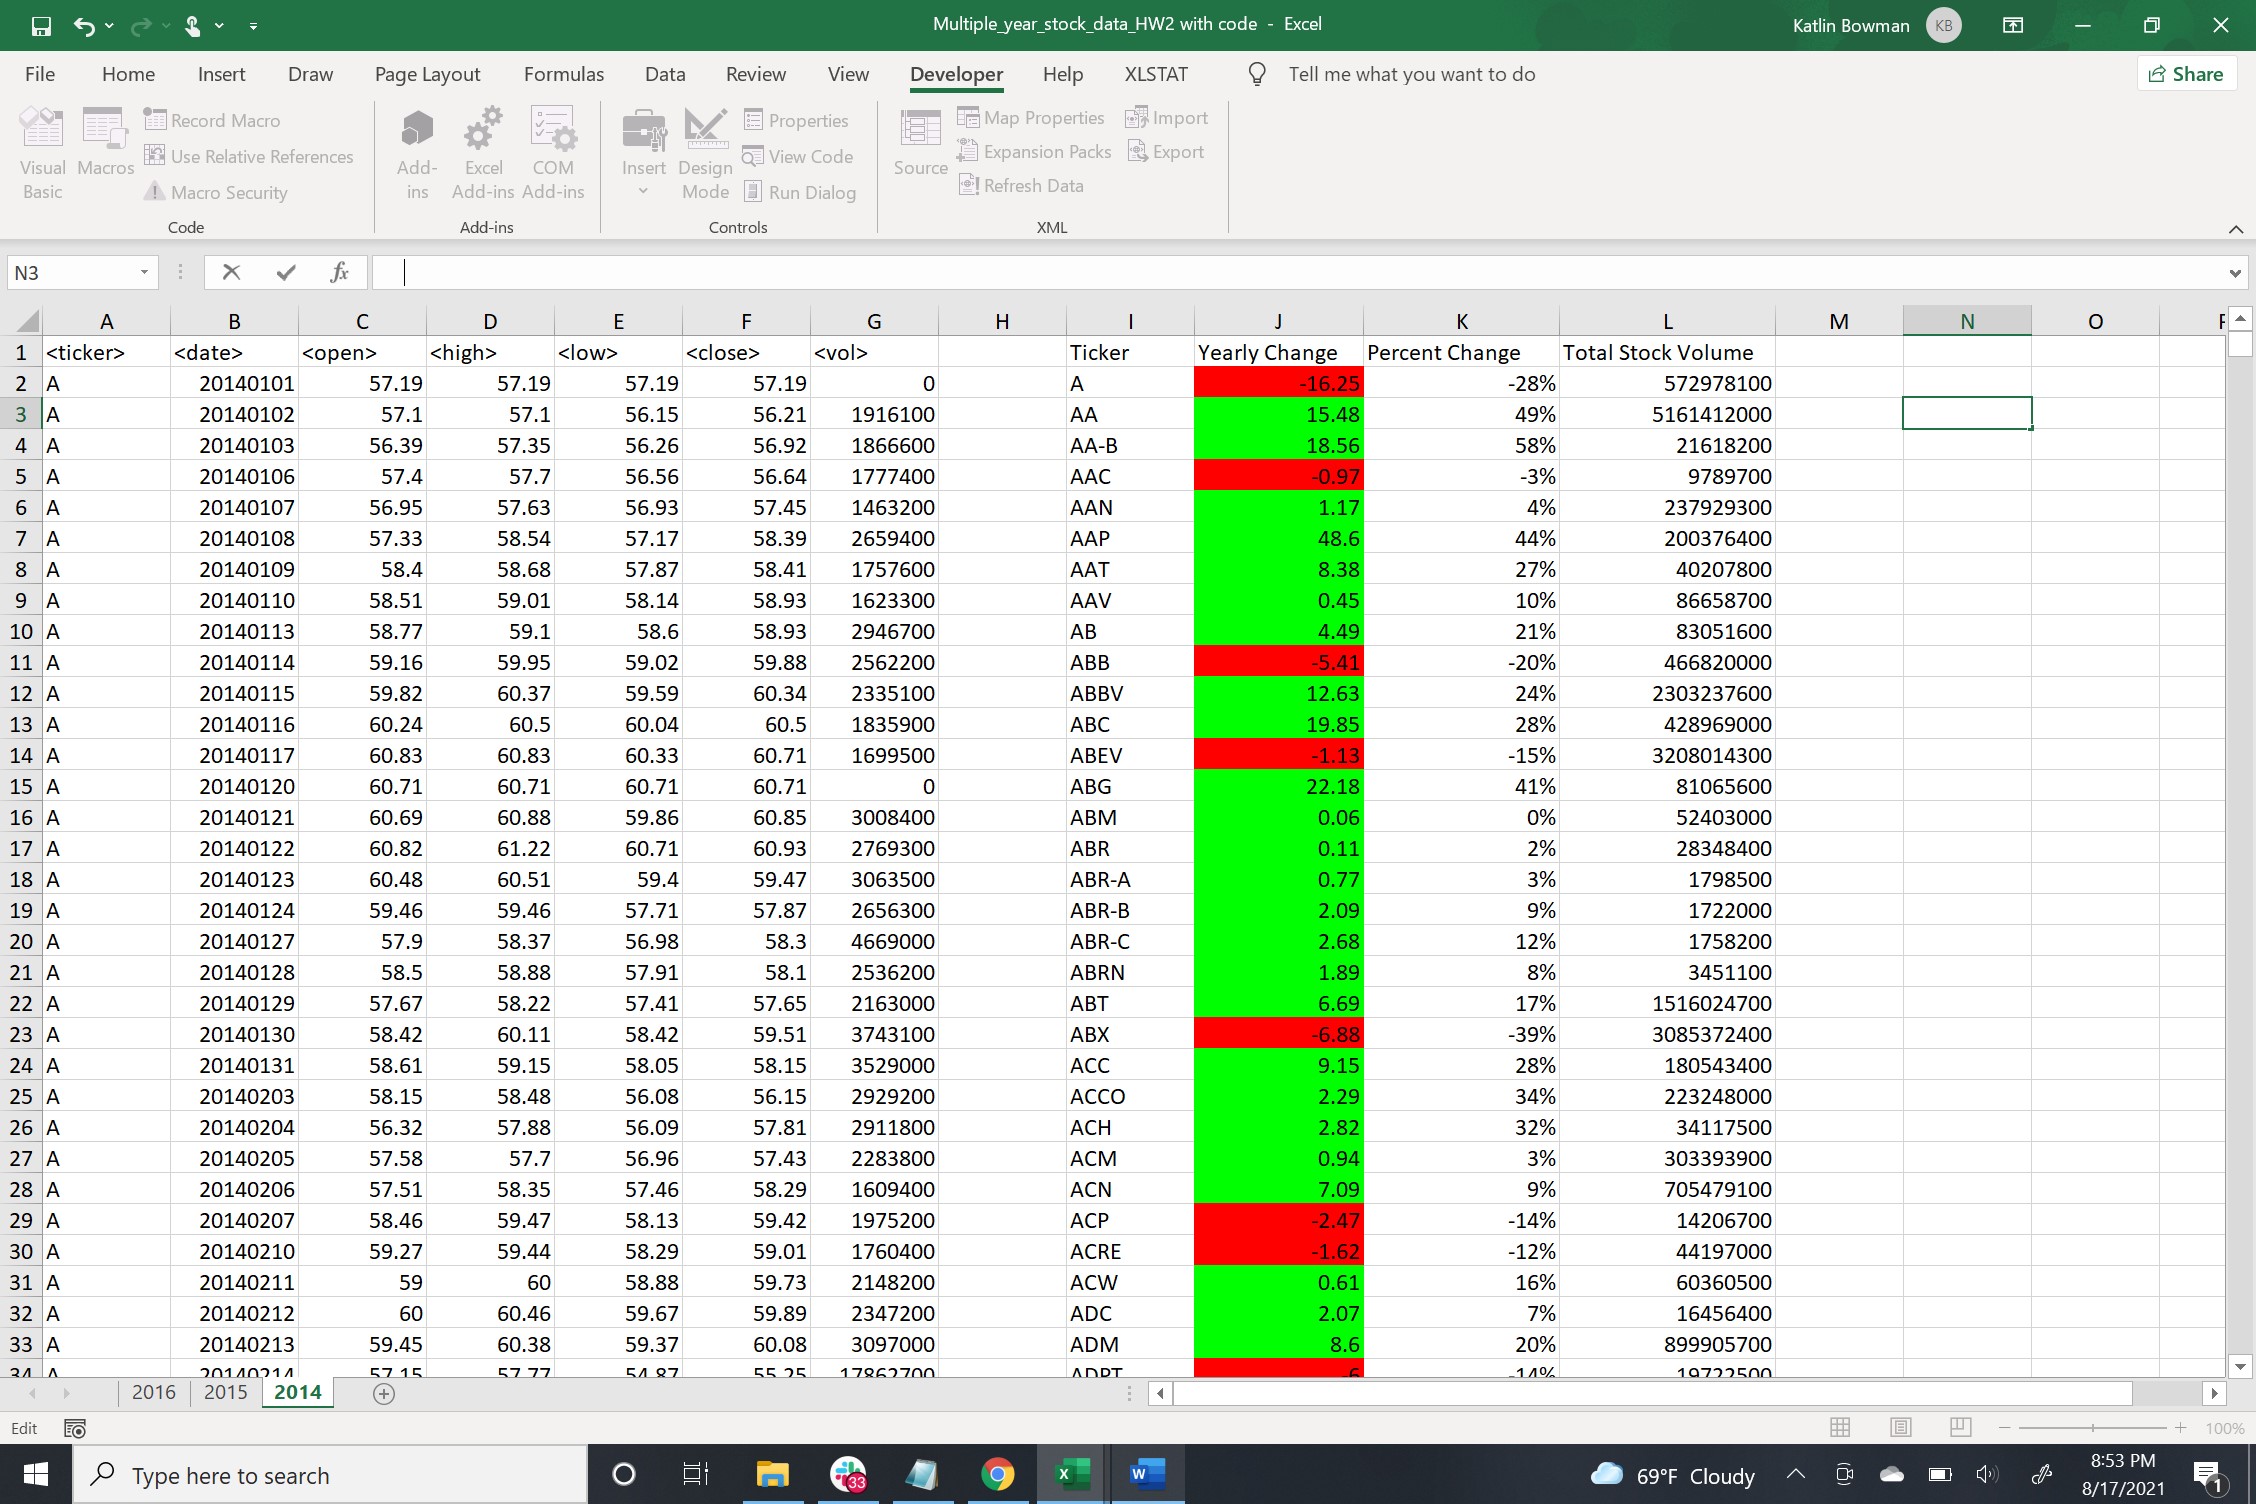 Multiple_year_stock_data_HW2 with code - Excel Katlin Bowman KB
File Home Insert Draw Page Layout Formulas Data Review View Developer Help XLSTAT Tell me what you want to do Share
Visual Basic Macros Record Macro Use Relative References Macro Security Code
Add-ins Excel Add-ins COM Add-ins Add-ins
Insert Design Mode Properties View Code Run Dialog Controls
Source Map Properties Expansion Packs Refresh Data Import Export XML
N3 fx
A B C D E F G H I J K L M N O
1 <ticker> <date> <open> <high> <low> <close> <vol> Ticker Yearly Change Percent Change Total Stock Volume
2 A 20140101 57.19 57.19 57.19 57.19 0 A -16.25 -28% 572978100
3 A 20140102 57.1 57.1 56.15 56.21 1916100 AA 15.48 49% 5161412000
4 A 20140103 56.39 57.35 56.26 56.92 1866600 AA-B 18.56 58% 21618200
5 A 20140106 57.4 57.7 56.56 56.64 1777400 AAC -0.97 -3% 9789700
6 A 20140107 56.95 57.63 56.93 57.45 1463200 AAN 1.17 4% 237929300
7 A 20140108 57.33 58.54 57.17 58.39 2659400 AAP 48.6 44% 200376400
8 A 20140109 58.4 58.68 57.87 58.41 1757600 AAT 8.38 27% 40207800
9 A 20140110 58.51 59.01 58.14 58.93 1623300 AAV 0.45 10% 86658700
10 A 20140113 58.77 59.1 58.6 58.93 2946700 AB 4.49 21% 83051600
11 A 20140114 59.16 59.95 59.02 59.88 2562200 ABB -5.41 -20% 466820000
12 A 20140115 59.82 60.37 59.59 60.34 2335100 ABBV 12.63 24% 2303237600
13 A 20140116 60.24 60.5 60.04 60.5 1835900 ABC 19.85 28% 428969000
14 A 20140117 60.83 60.83 60.33 60.71 1699500 ABEV -1.13 -15% 3208014300
15 A 20140120 60.71 60.71 60.71 60.71 0 ABG 22.18 41% 81065600
16 A 20140121 60.69 60.88 59.86 60.85 3008400 ABM 0.06 0% 52403000
17 A 20140122 60.82 61.22 60.71 60.93 2769300 ABR 0.11 2% 28348400
18 A 20140123 60.48 60.51 59.4 59.47 3063500 ABR-A 0.77 3% 1798500
19 A 20140124 59.46 59.46 57.71 57.87 2656300 ABR-B 2.09 9% 1722000
20 A 20140127 57.9 58.37 56.98 58.3 4669000 ABR-C 2.68 12% 1758200
21 A 20140128 58.5 58.88 57.91 58.1 2536200 ABRN 1.89 8% 3451100
22 A 20140129 57.67 58.22 57.41 57.65 2163000 ABT 6.69 17% 1516024700
23 A 20140130 58.42 60.11 58.42 59.51 3743100 ABX -6.88 -39% 3085372400
24 A 20140131 58.61 59.15 58.05 58.15 3529000 ACC 9.15 28% 180543400
25 A 20140203 58.15 58.48 56.08 56.15 2929200 ACCO 2.29 34% 223248000
26 A 20140204 56.32 57.88 56.09 57.81 2911800 ACH 2.82 32% 34117500
27 A 20140205 57.58 57.7 56.96 57.43 2283800 ACM 0.94 3% 303393900
28 A 20140206 57.51 58.35 57.46 58.29 1609400 ACN 7.09 9% 705479100
29 A 20140207 58.46 59.47 58.13 59.42 1975200 ACP -2.47 -14% 14206700
30 A 20140210 59.27 59.44 58.29 59.01 1760400 ACRE -1.62 -12% 44197000
31 A 20140211 59 60 58.88 59.73 2148200 ACW 0.61 16% 60360500
32 A 20140212 60 60.46 59.67 59.89 2347200 ADC 2.07 7% 16456400
33 A 20140213 59.45 60.38 59.37 60.08 3097000 ADM 8.6 20% 899905700
34 A 20140214 57.15 57.77 54.87 55.25 17862700 ADPT -6 -14% 19722500
2016 2015 2014
Edit 100%
Type here to search 33 69°F Cloudy 8:53 PM 8/17/2021 1